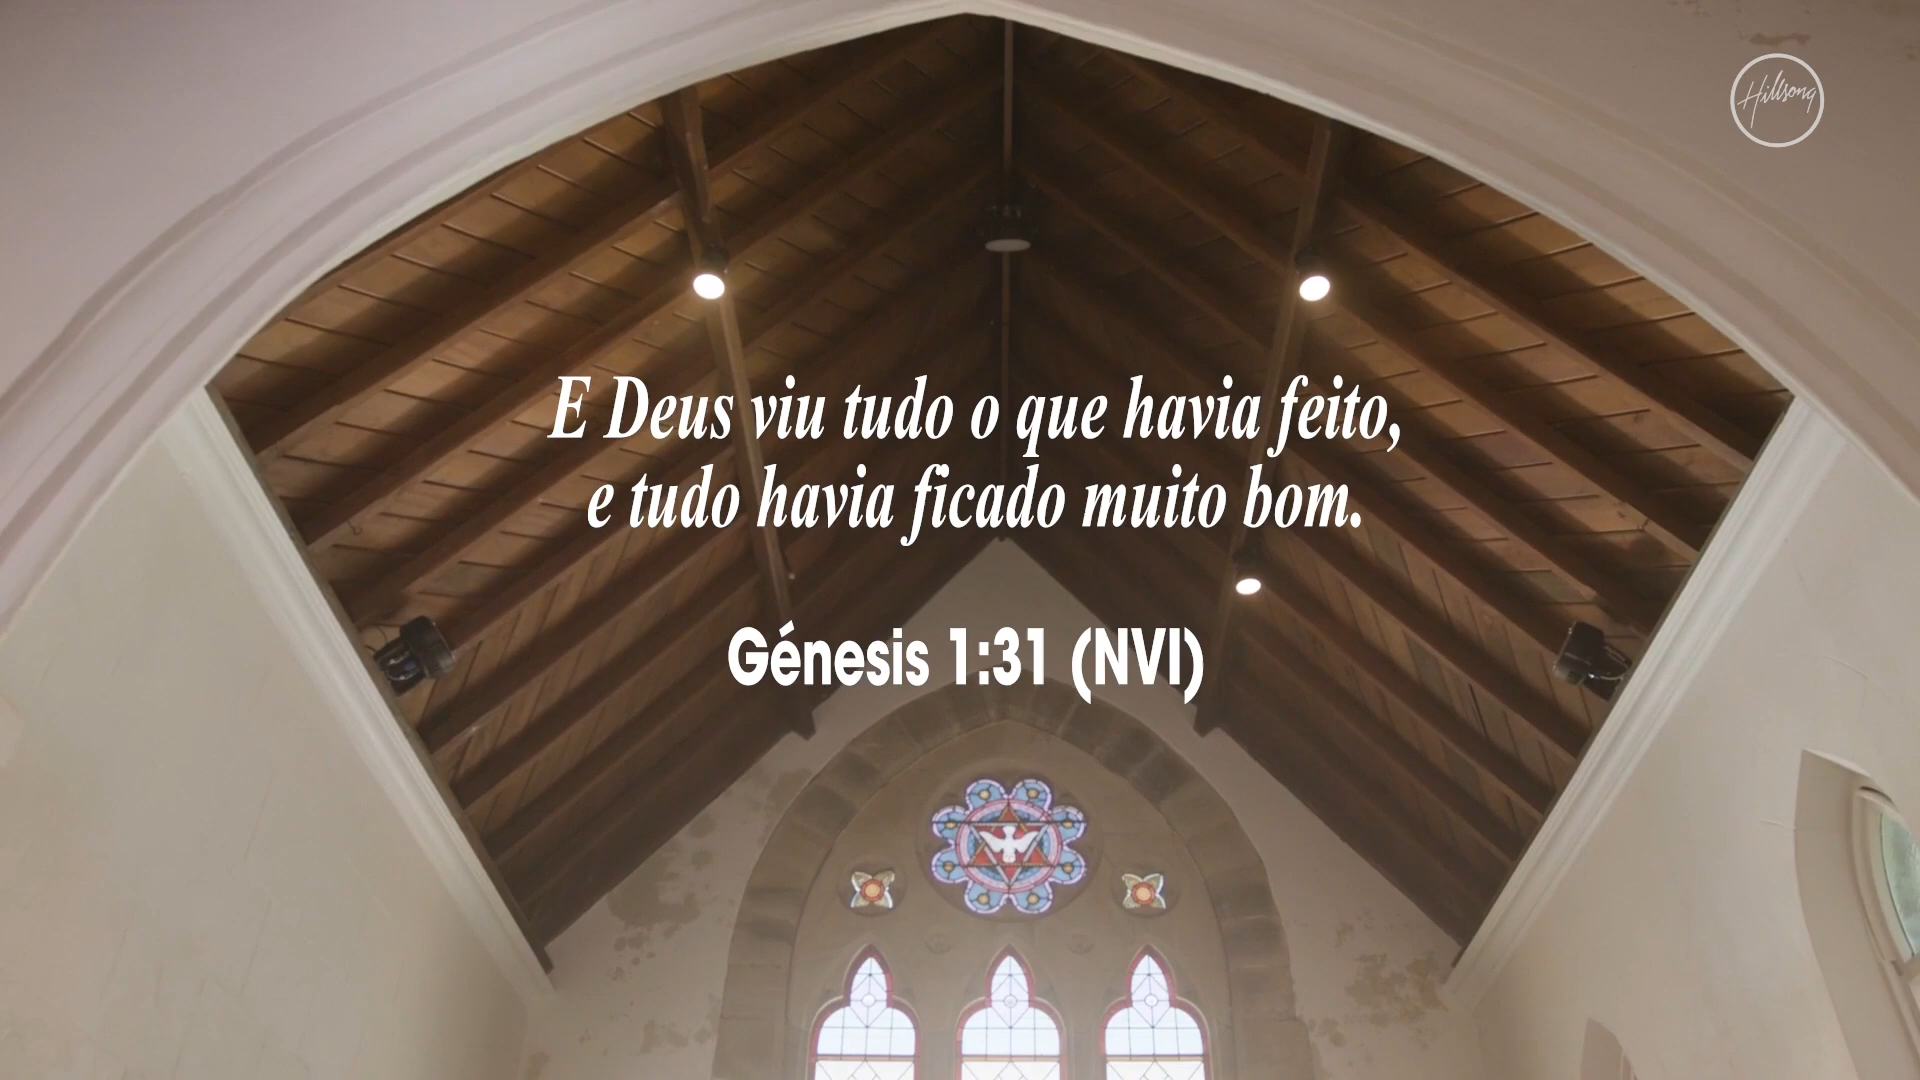 Hillsong
E Deus viu tudo o que havia feito,
e tudo havia ficado muito bom.
Génesis 1:31 (NVI)